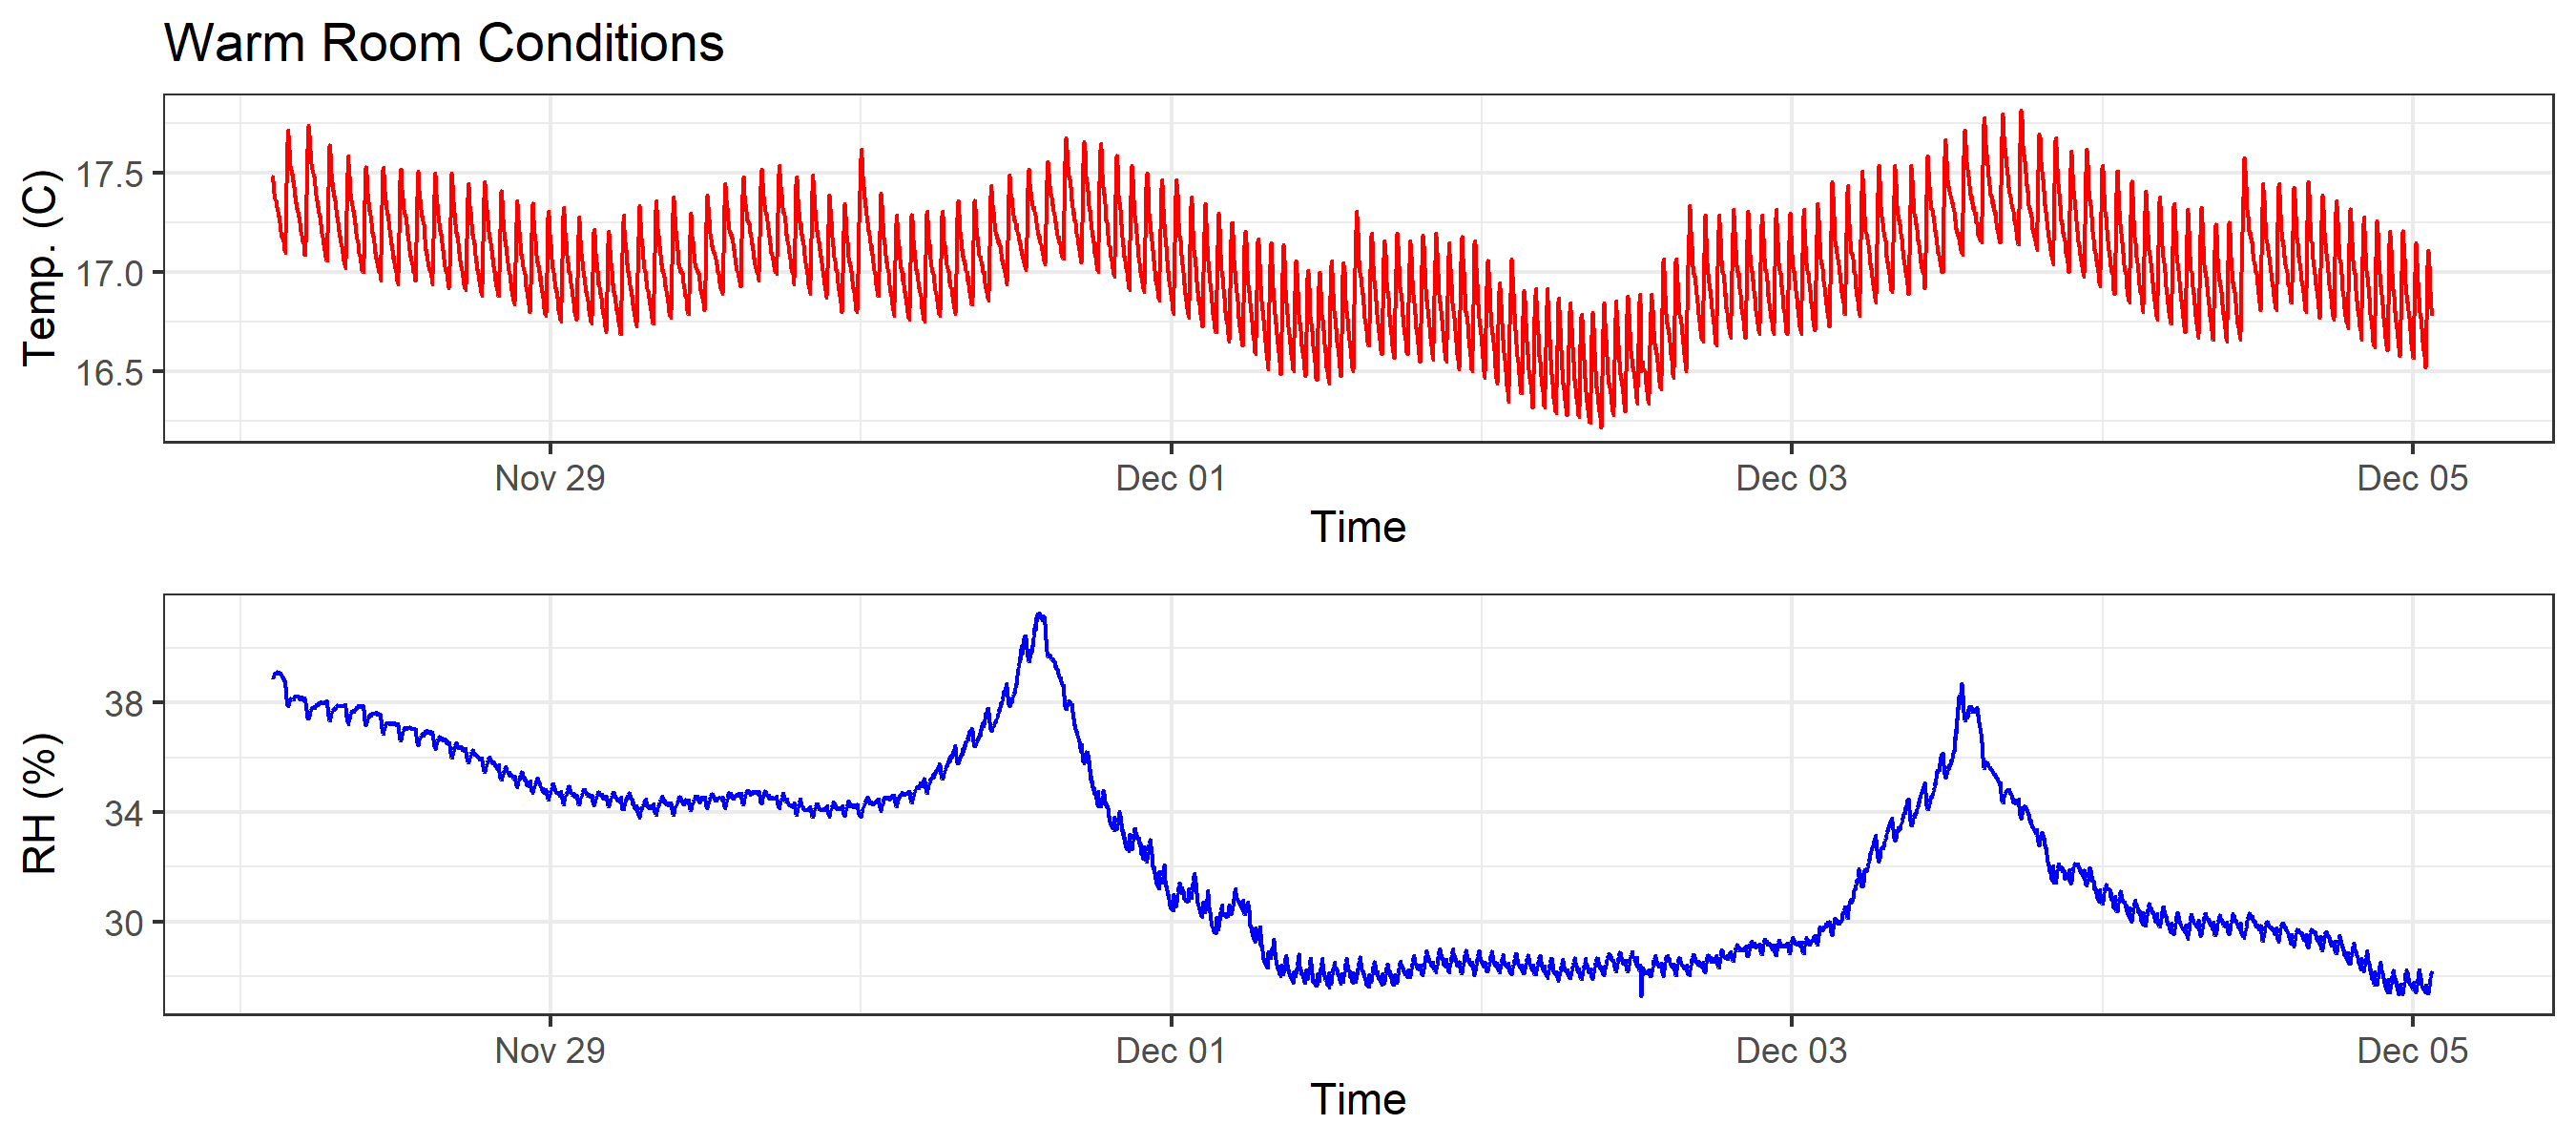 Warm Room Conditions
Temp. (C)
17.5
17.0
16.5
Nov 29 Dec 01 Dec 03 Dec 05
Time
RH (%)
38
34
30
Nov 29 Dec 01 Dec 03 Dec 05
Time